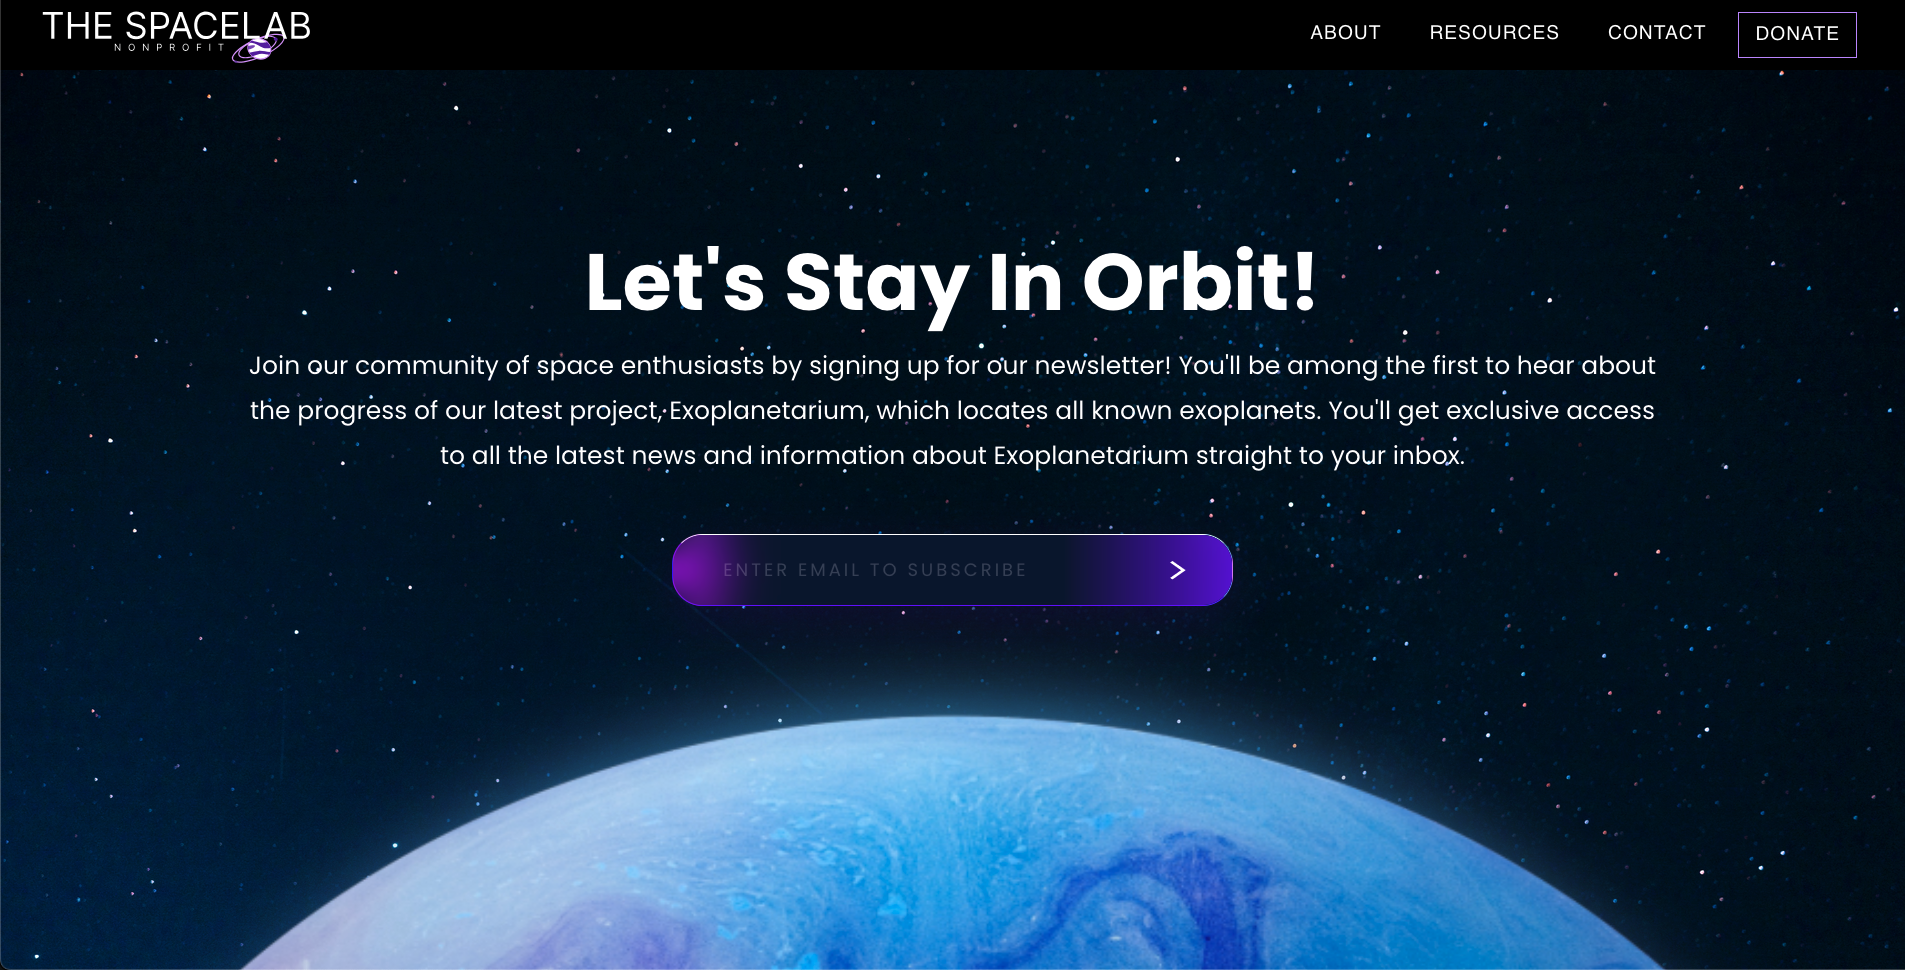 THE SPACELAB
NONPROFIT
ABOUT
RESOURCES
CONTACT
DONATE
Let's Stay In Orbit!
Join our community of space enthusiasts by signing up for our newsletter! You'll be among the first to hear about
the progress of our latest project, Exoplanetarium, which locates all known exoplanets. You'll get exclusive access
to all the latest news and information about Exoplanetarium straight to your inbox.
ENTER EMAIL TO SUBSCRIBE